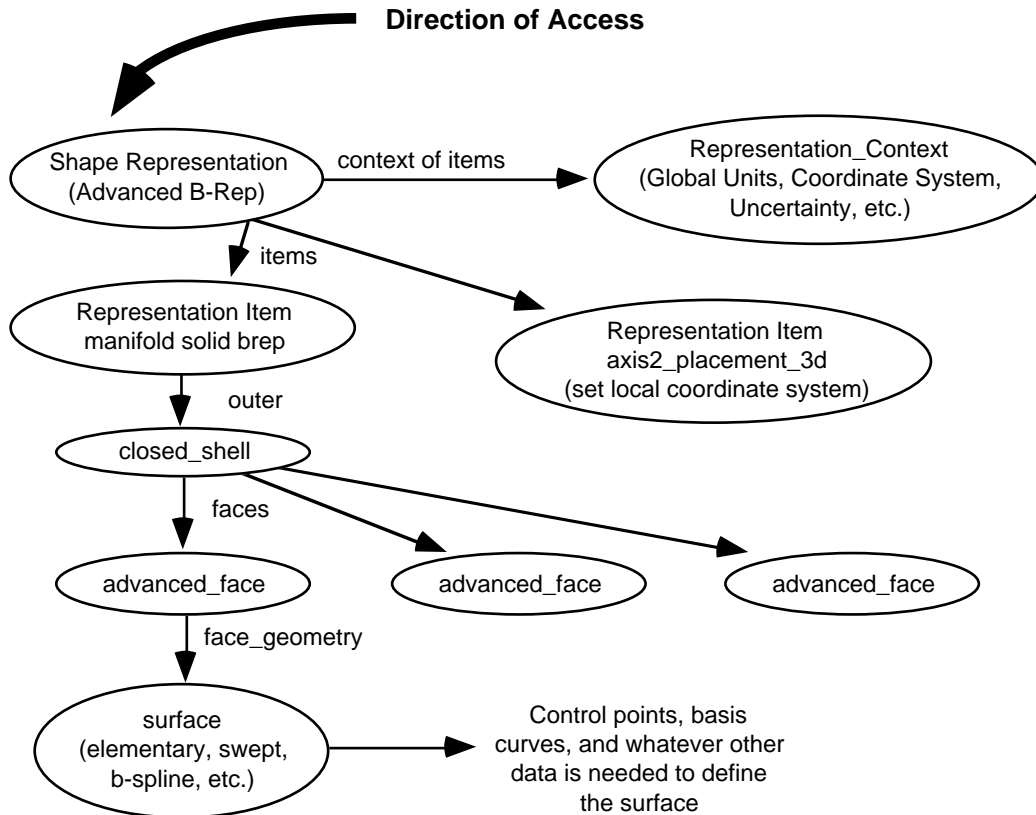 Direction of Access
Shape Representation
(Advanced B-Rep)
context of items
Representation_Context
(Global Units, Coordinate System,
Uncertainty, etc.)
items
Representation Item
manifold solid brep
Representation Item
axis2_placement_3d
(set local coordinate system)
outer
closed_shell
faces
advanced_face
advanced_face
advanced_face
face_geometry
surface
(elementary, swept,
b-spline, etc.)
Control points, basis
curves, and whatever other
data is needed to define
the surface